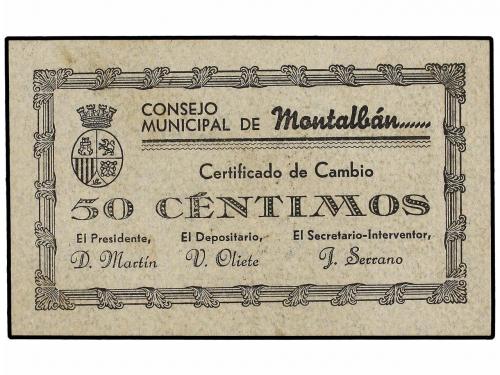 CONSEJO
MUNICIPAL DE Montalbán......
Certificado de Cambio
50 CÉNTIMOS
El Presidente, El Depositario, El Secretario-Interventor,
D. Martín V. Oliete J. Serrano